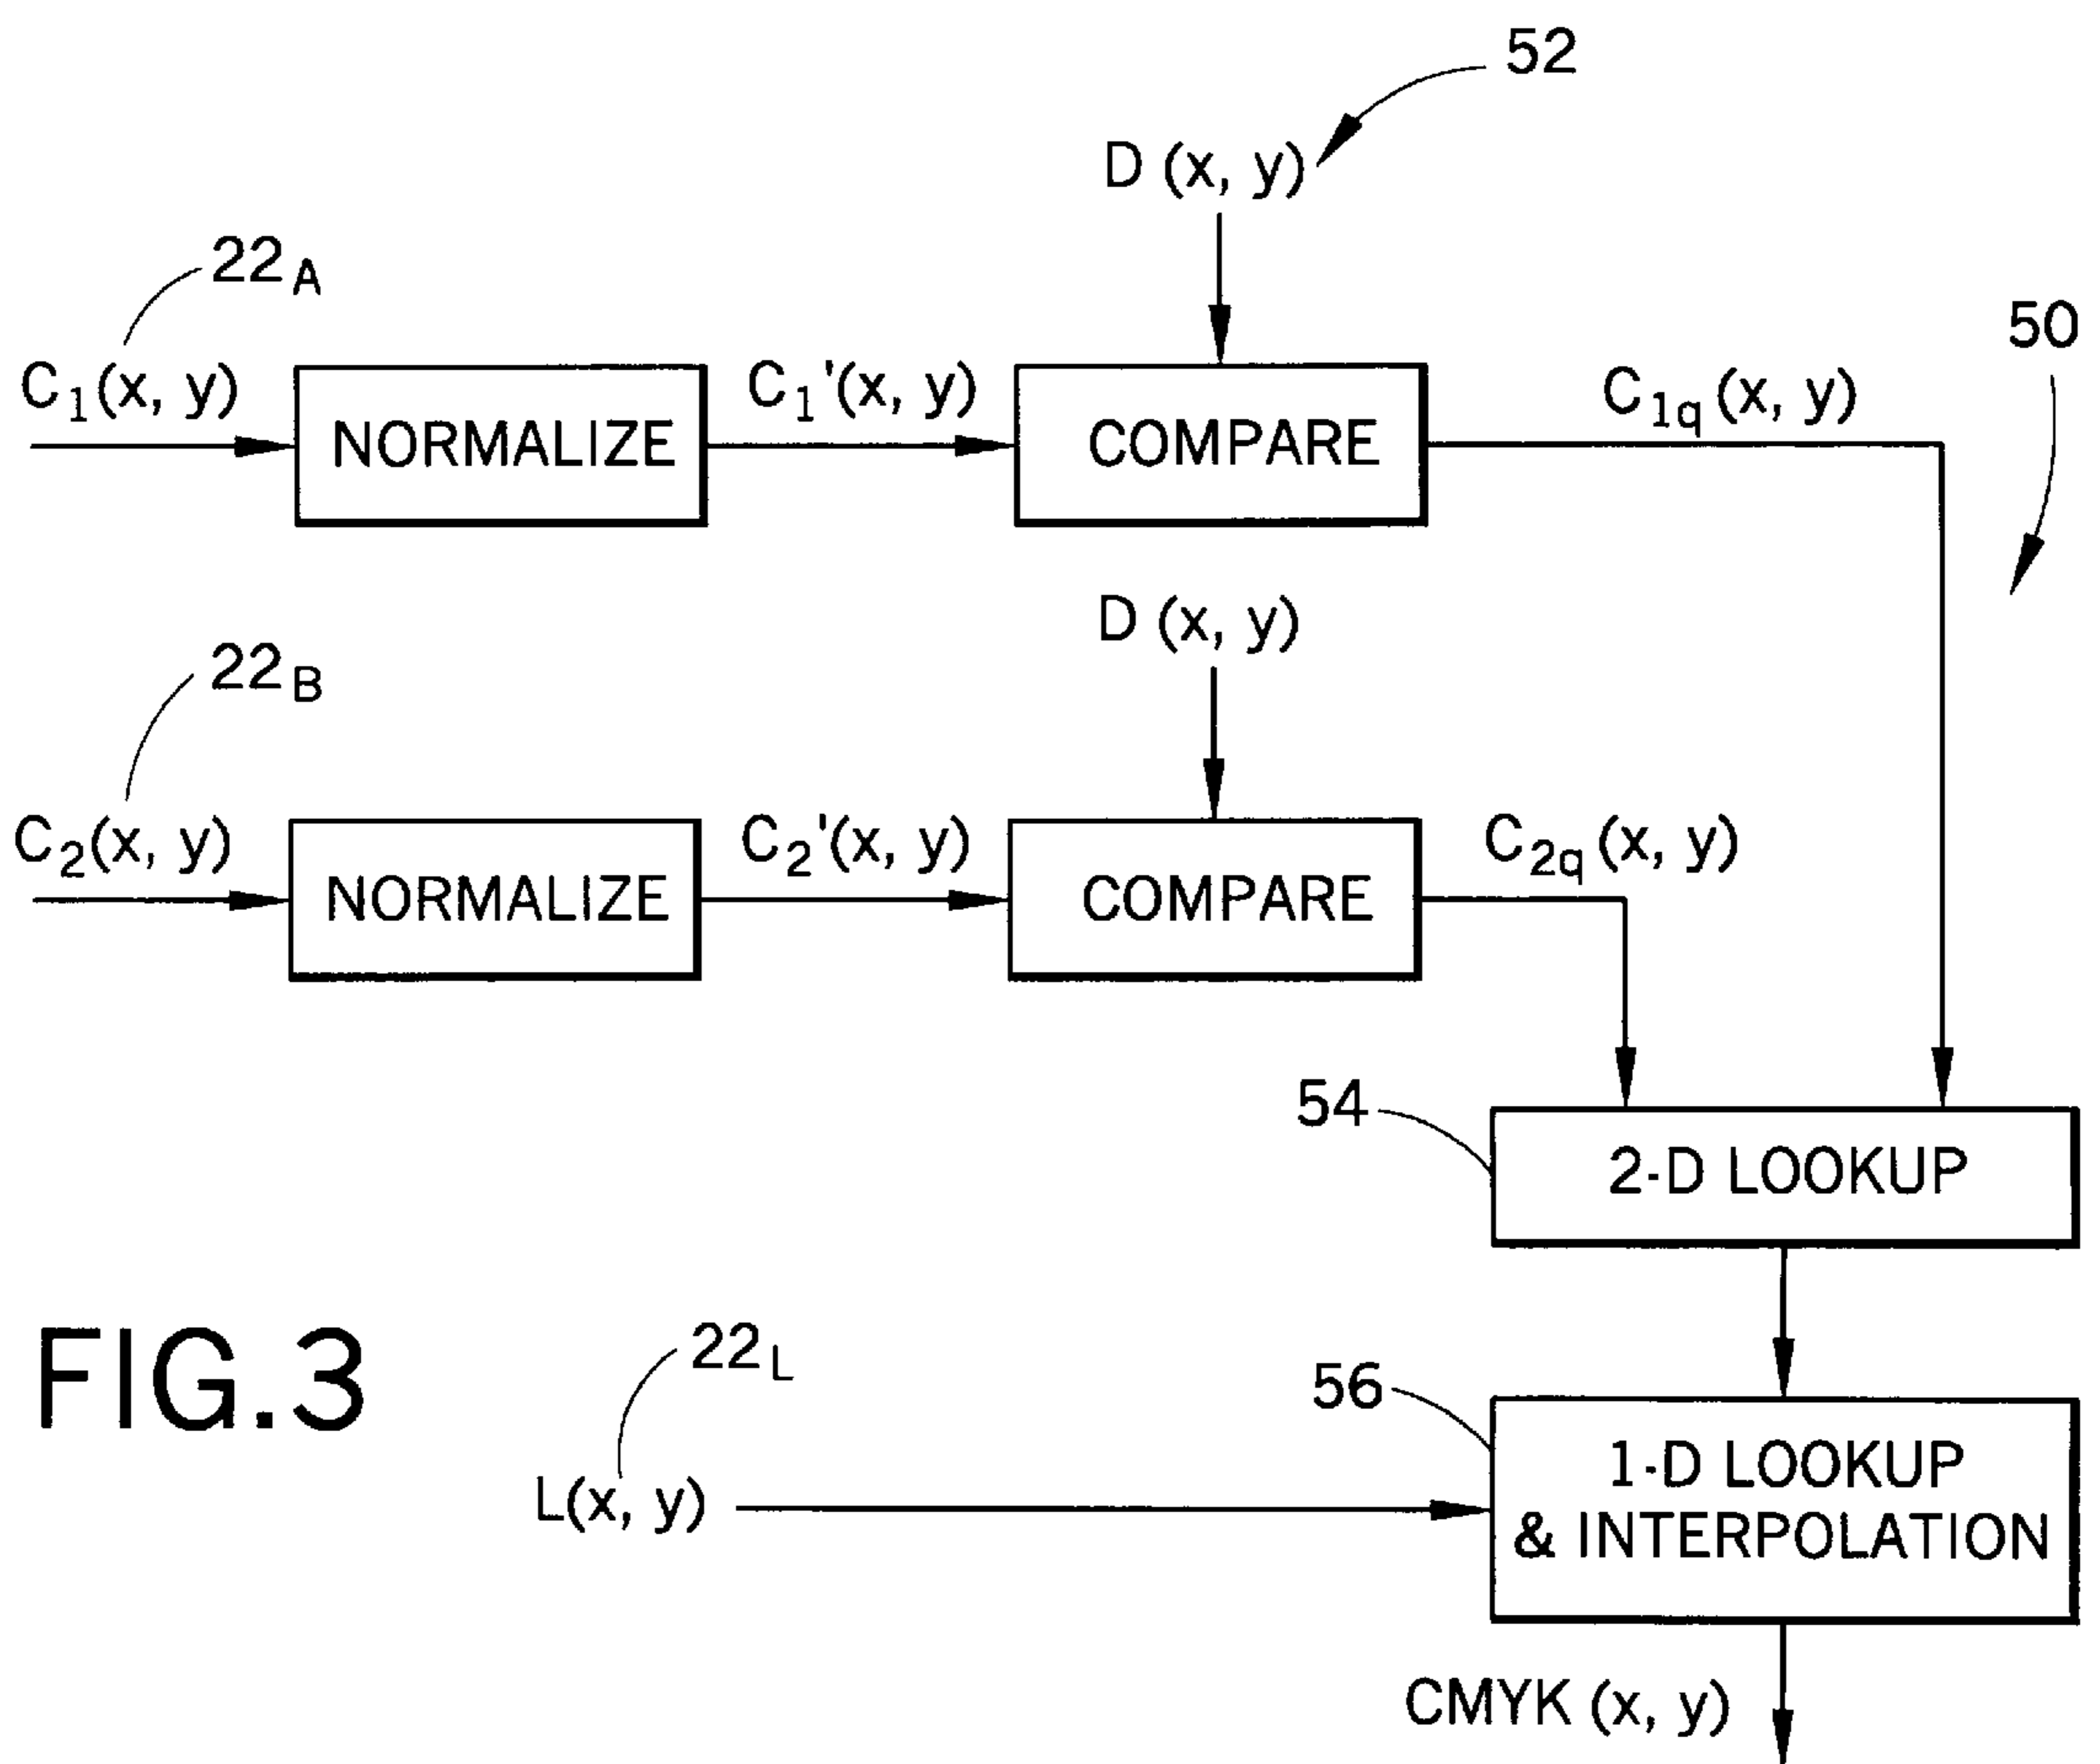 52
D (x, y)
22A
50
C1(x, y)
C1'(x, y)
C1q (x, y)
NORMALIZE
COMPARE
D (x, y)
22B
C2(x, y)
C2'(x, y)
C2q (x, y)
NORMALIZE
COMPARE
54
2-D LOOKUP
FIG.3
22L
56
L(x, y)
1-D LOOKUP
& INTERPOLATION
CMYK (x, y)